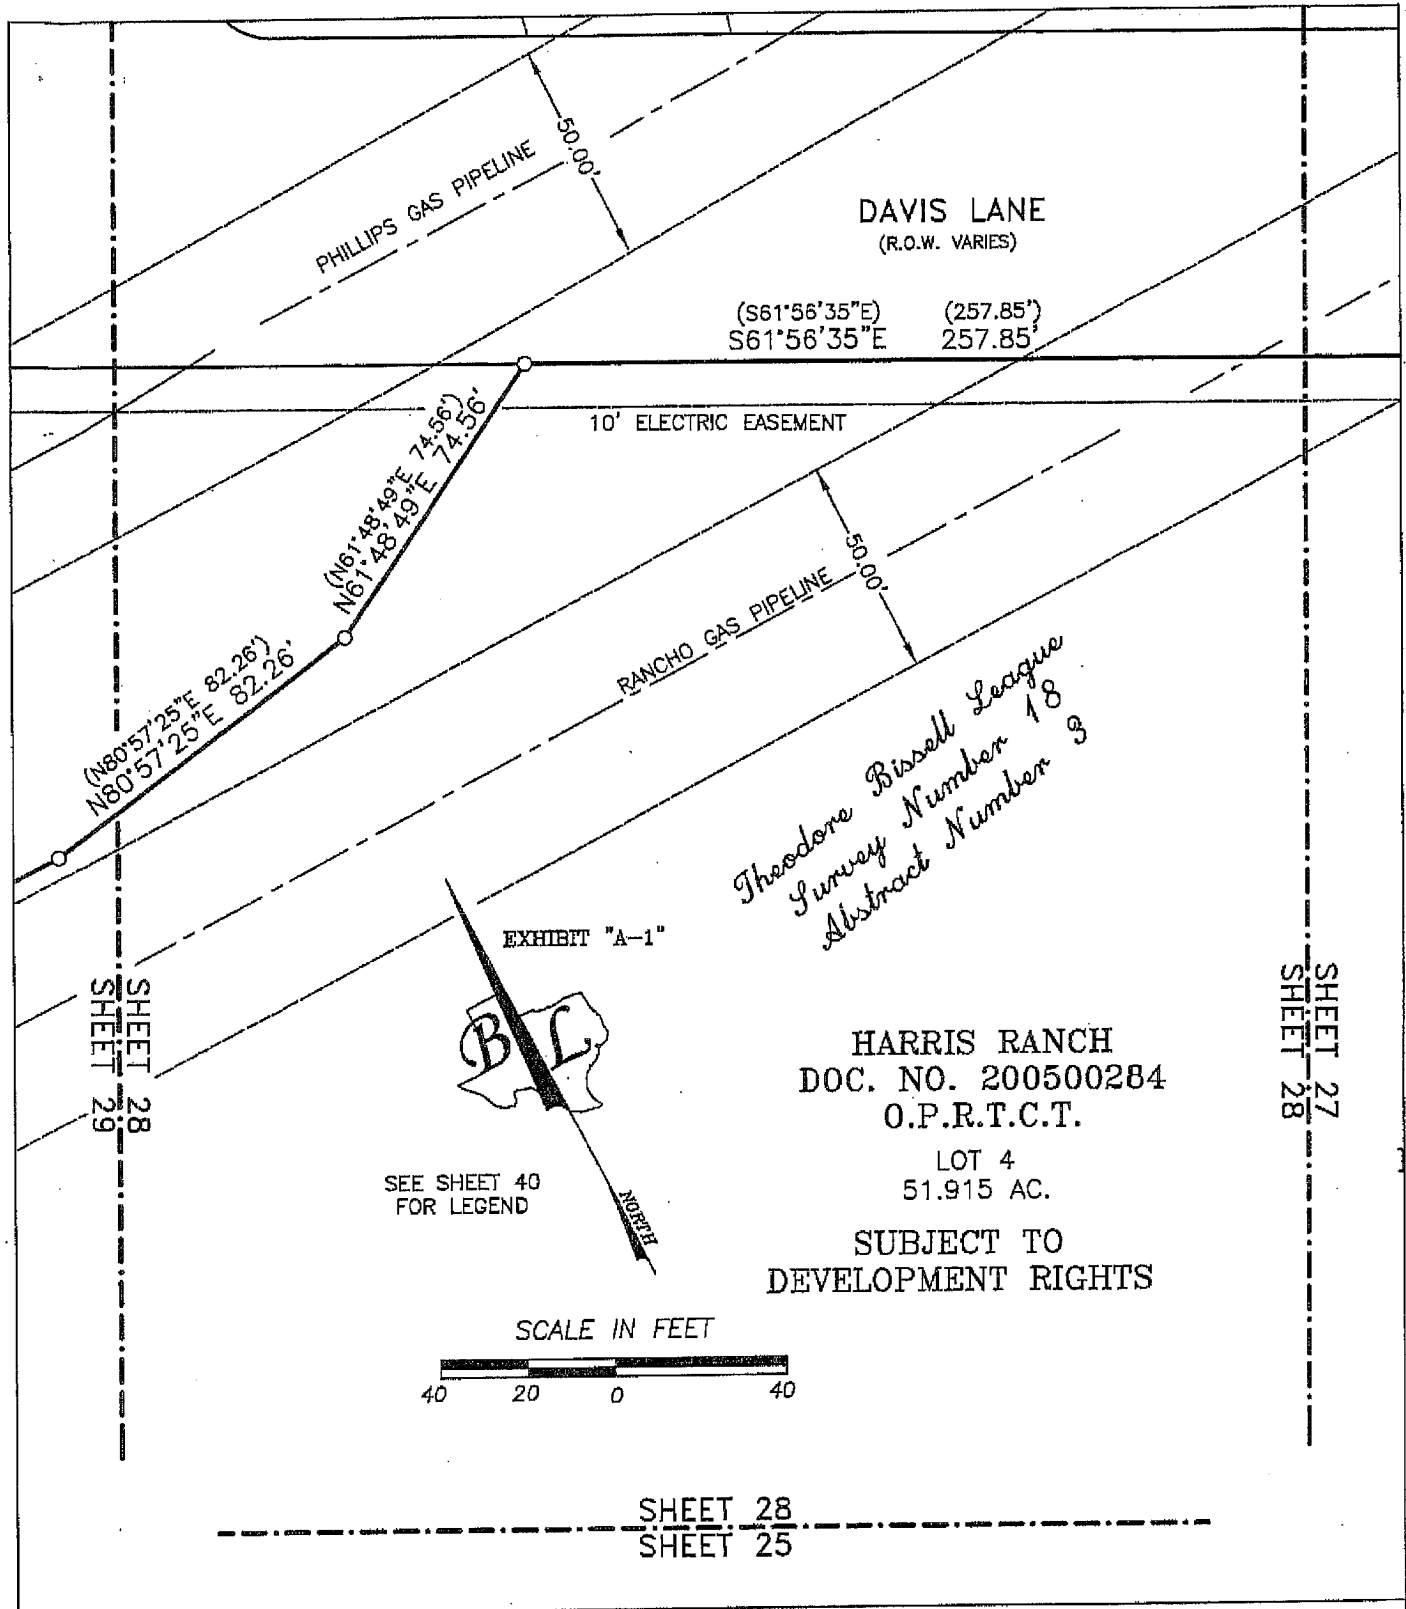 50.00'
PHILLIPS GAS PIPELINE
DAVIS LANE
(R.O.W. VARIES)
(S61°56'35"E) (257.85')
S61°56'35"E 257.85'
10' ELECTRIC EASEMENT
(N61°48'49"E 74.56')
N61°48'49"E 74.56'
50.00'
RANCHO GAS PIPELINE
(N80°57'25"E 82.26')
N80°57'25"E 82.26'
Theodore Bissell League
Survey Number 18
Abstract Number 3
EXHIBIT "A-1"
SHEET 28
SHEET 29
SHEET 27
SHEET 28
B L
NORTH
HARRIS RANCH
DOC. NO. 200500284
O.P.R.T.C.T.
LOT 4
51.915 AC.
SEE SHEET 40
FOR LEGEND
SUBJECT TO
DEVELOPMENT RIGHTS
SCALE IN FEET
40 20 0 40
SHEET 28
SHEET 25